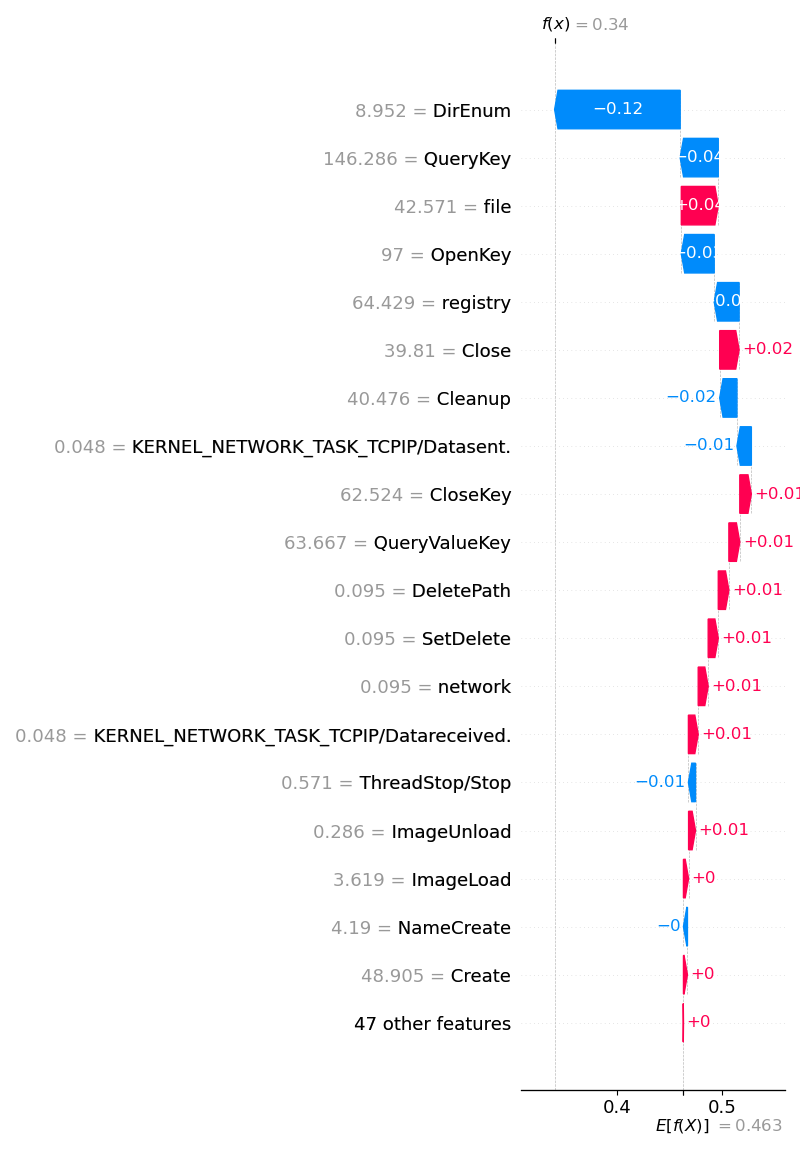 f(x) = 0.34
8.952 = DirEnum −0.12
146.286 = QueryKey −0.04
42.571 = file +0.04
97 = OpenKey
64.429 = registry
39.81 = Close +0.02
40.476 = Cleanup −0.02
0.048 = KERNEL_NETWORK_TASK_TCPIP/Datasent. −0.01
62.524 = CloseKey +0.01
63.667 = QueryValueKey +0.01
0.095 = DeletePath +0.01
0.095 = SetDelete +0.01
0.095 = network +0.01
0.048 = KERNEL_NETWORK_TASK_TCPIP/Datareceived. +0.01
0.571 = ThreadStop/Stop −0.01
0.286 = ImageUnload +0.01
3.619 = ImageLoad +0
4.19 = NameCreate −0
48.905 = Create +0
47 other features +0
0.4 0.5
E[f(X)] = 0.463